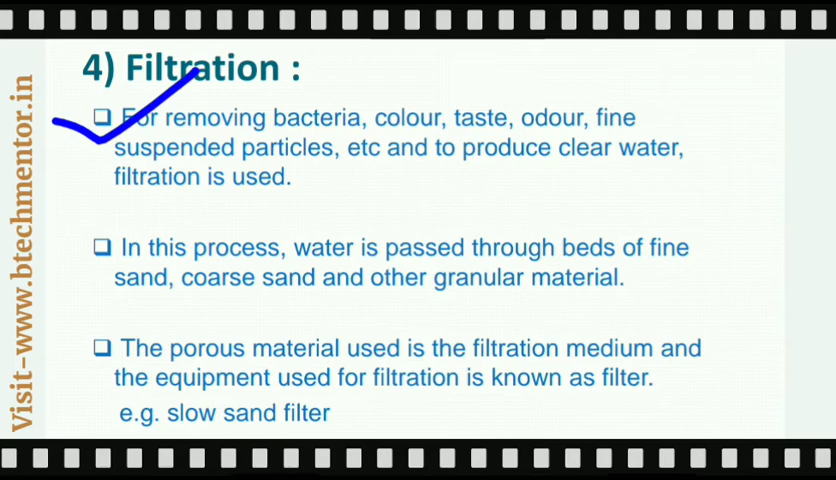 4) Filtration :
❑ For removing bacteria, colour, taste, odour, fine
suspended particles, etc and to produce clear water,
filtration is used.
❑ In this process, water is passed through beds of fine
sand, coarse sand and other granular material.
❑ The porous material used is the filtration medium and
the equipment used for filtration is known as filter.
e.g. slow sand filter
Visit-www.btechmentor.in